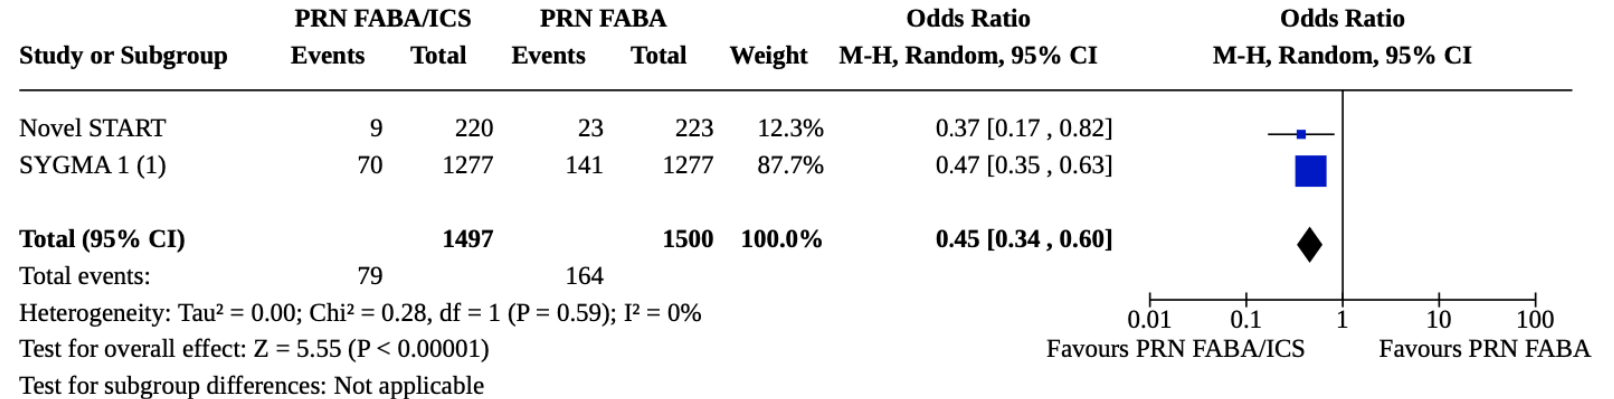 PRN FABA/ICS PRN FABA Odds Ratio Odds Ratio
Study or Subgroup Events Total Events Total Weight M-H, Random, 95% CI M-H, Random, 95% CI
Novel START 9 220 23 223 12.3% 0.37 [0.17 , 0.82]
SYGMA 1 (1) 70 1277 141 1277 87.7% 0.47 [0.35 , 0.63]
Total (95% CI) 1497 1500 100.0% 0.45 [0.34 , 0.60]
Total events: 79 164
Heterogeneity: Tau² = 0.00; Chi² = 0.28, df = 1 (P = 0.59); I² = 0%
Test for overall effect: Z = 5.55 (P < 0.00001)
Test for subgroup differences: Not applicable
0.01 0.1 1 10 100
Favours PRN FABA/ICS Favours PRN FABA